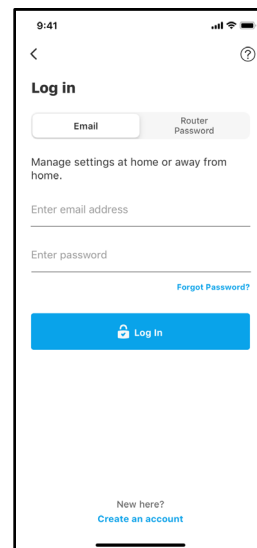 9:41
Log in
Email
Router
Password
Manage settings at home or away from
home.
Enter email address
Enter password
Forgot Password?
Log In
New here?
Create an account